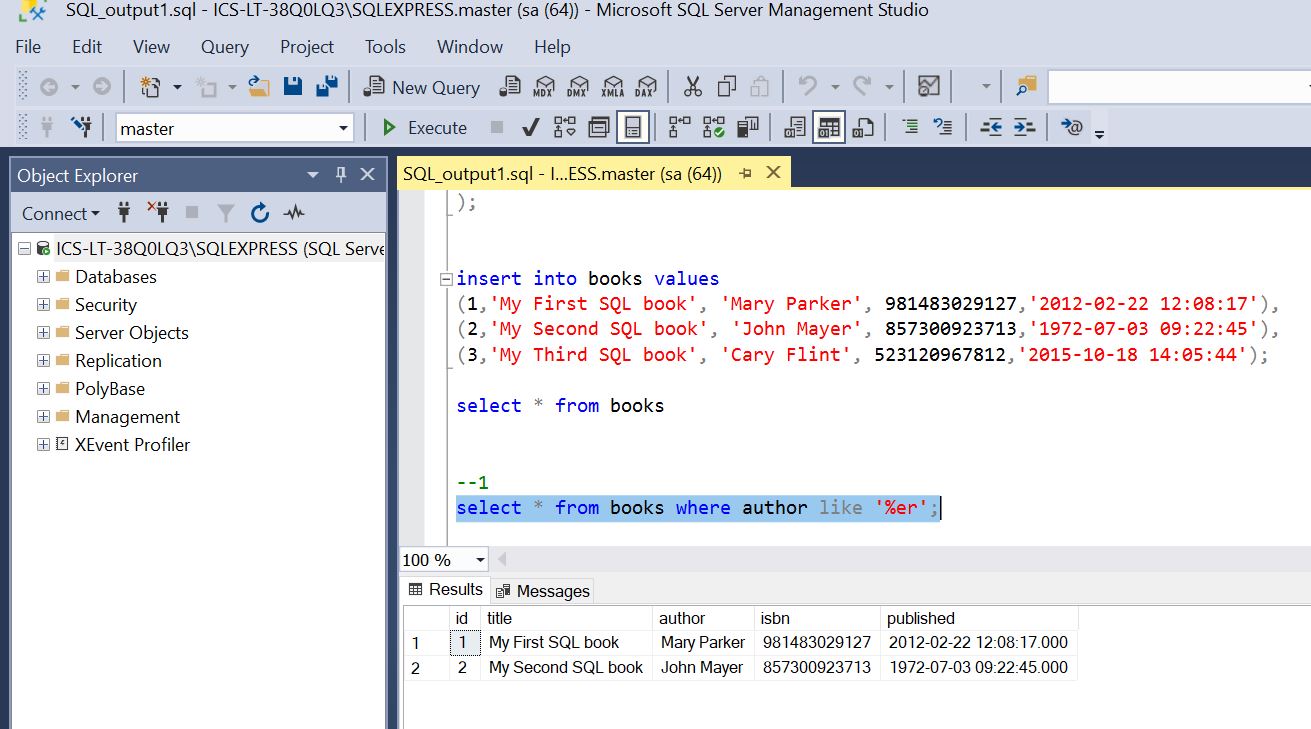 SQL_output1.sql - ICS-LT-38Q0LQ3\SQLEXPRESS.master (sa (64)) - Microsoft SQL Server Management Studio
File Edit View Query Project Tools Window Help
New Query MDX DMX XMLA DAX
master Execute
Object Explorer
SQL_output1.sql - I...ESS.master (sa (64))
Connect
ICS-LT-38Q0LQ3\SQLEXPRESS (SQL Serve
Databases
Security
Server Objects
Replication
PolyBase
Management
XEvent Profiler
);
insert into books values
(1,'My First SQL book', 'Mary Parker', 981483029127,'2012-02-22 12:08:17'),
(2,'My Second SQL book', 'John Mayer', 857300923713,'1972-07-03 09:22:45'),
(3,'My Third SQL book', 'Cary Flint', 523120967812,'2015-10-18 14:05:44');
select * from books
--1
select * from books where author like '%er';
100 %
Results Messages
id title author isbn published
1 1 My First SQL book Mary Parker 981483029127 2012-02-22 12:08:17.000
2 2 My Second SQL book John Mayer 857300923713 1972-07-03 09:22:45.000